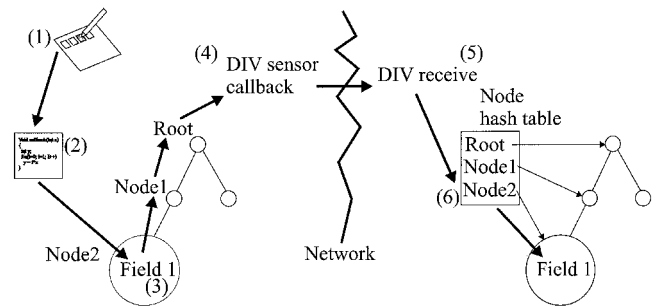 (1)
(2)
Node2
Field 1
(3)
Node1
Root
(4)
DIV sensor
callback
Network
DIV receive
(5)
Node
hash table
Root
Node1
Node2
(6)
Field 1